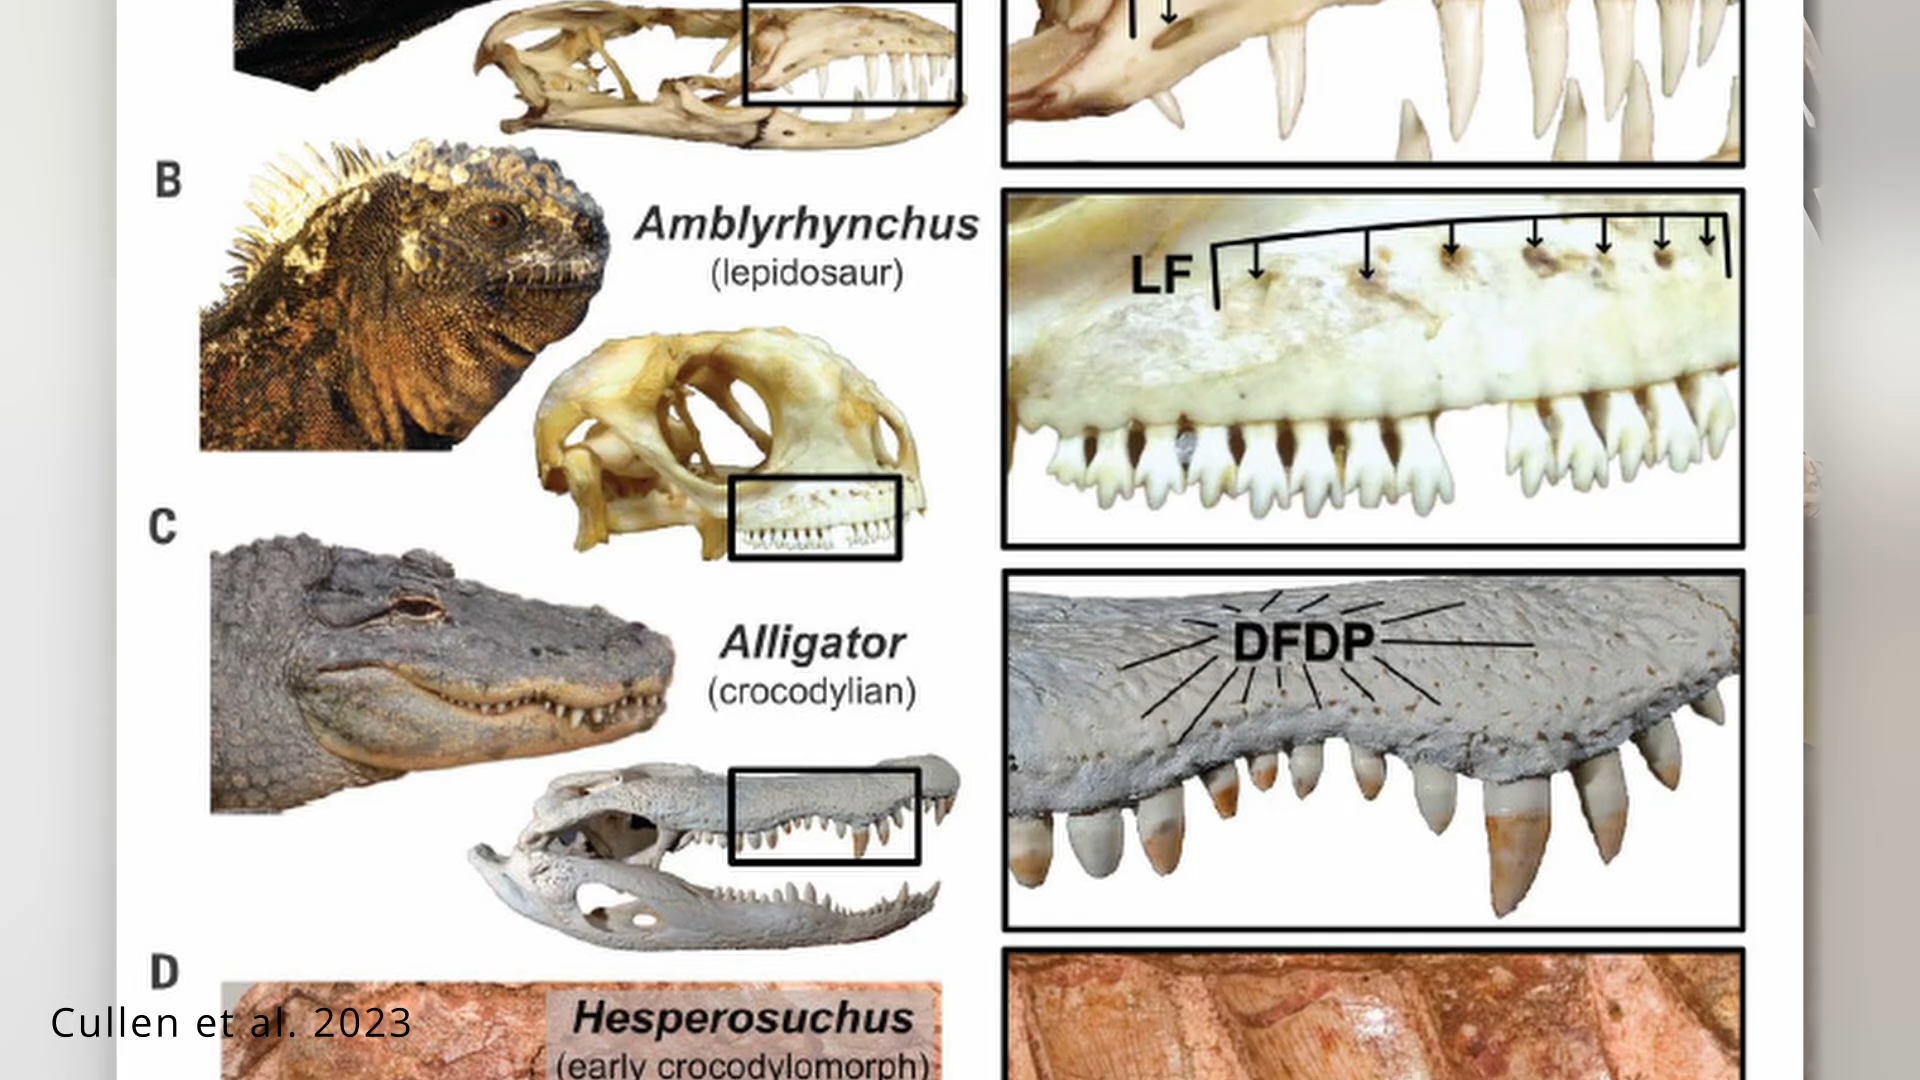 B
Amblyrhynchus
(lepidosaur)
LF
C
Alligator
(crocodylian)
DFDP
D
Hesperosuchus
(early crocodylomorph)
Cullen et al. 2023